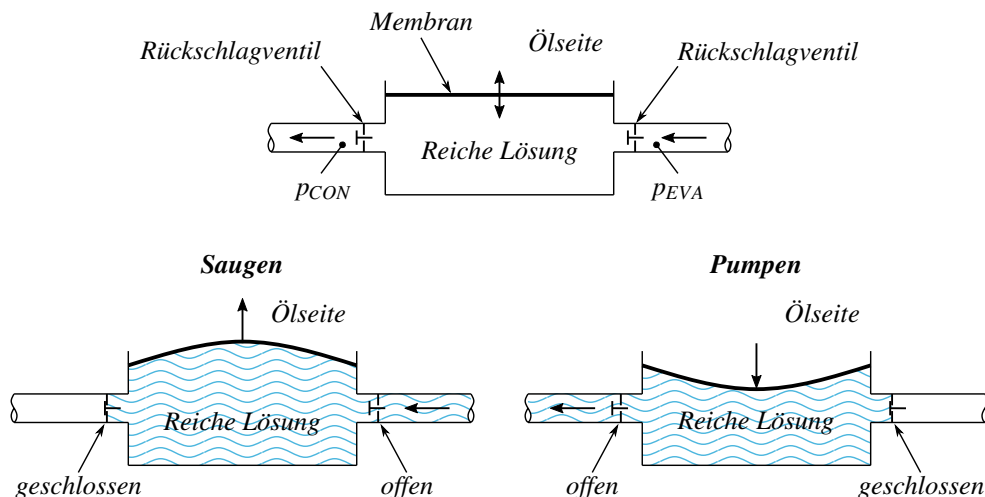 Membran
Ölseite
Rückschlagventil
Rückschlagventil
Reiche Lösung
pCON
pEVA
Saugen
Pumpen
Ölseite
Ölseite
Reiche Lösung
Reiche Lösung
geschlossen
offen
offen
geschlossen